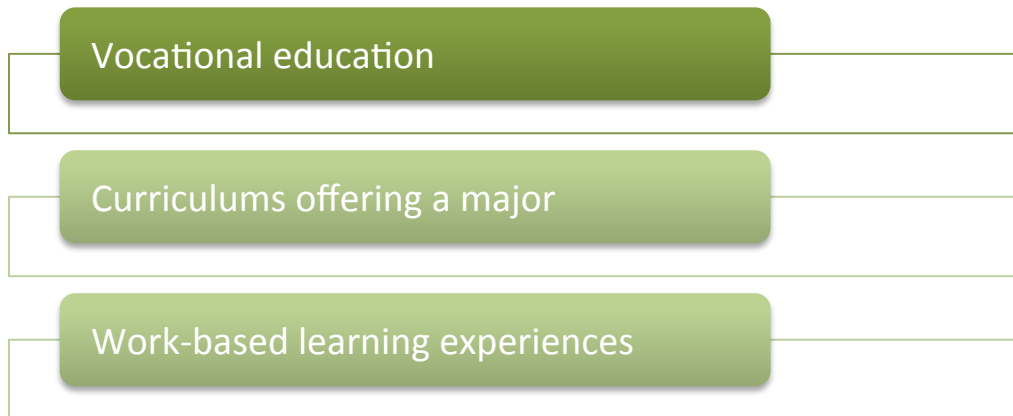 Vocational education
Curriculums offering a major
Work-based learning experiences